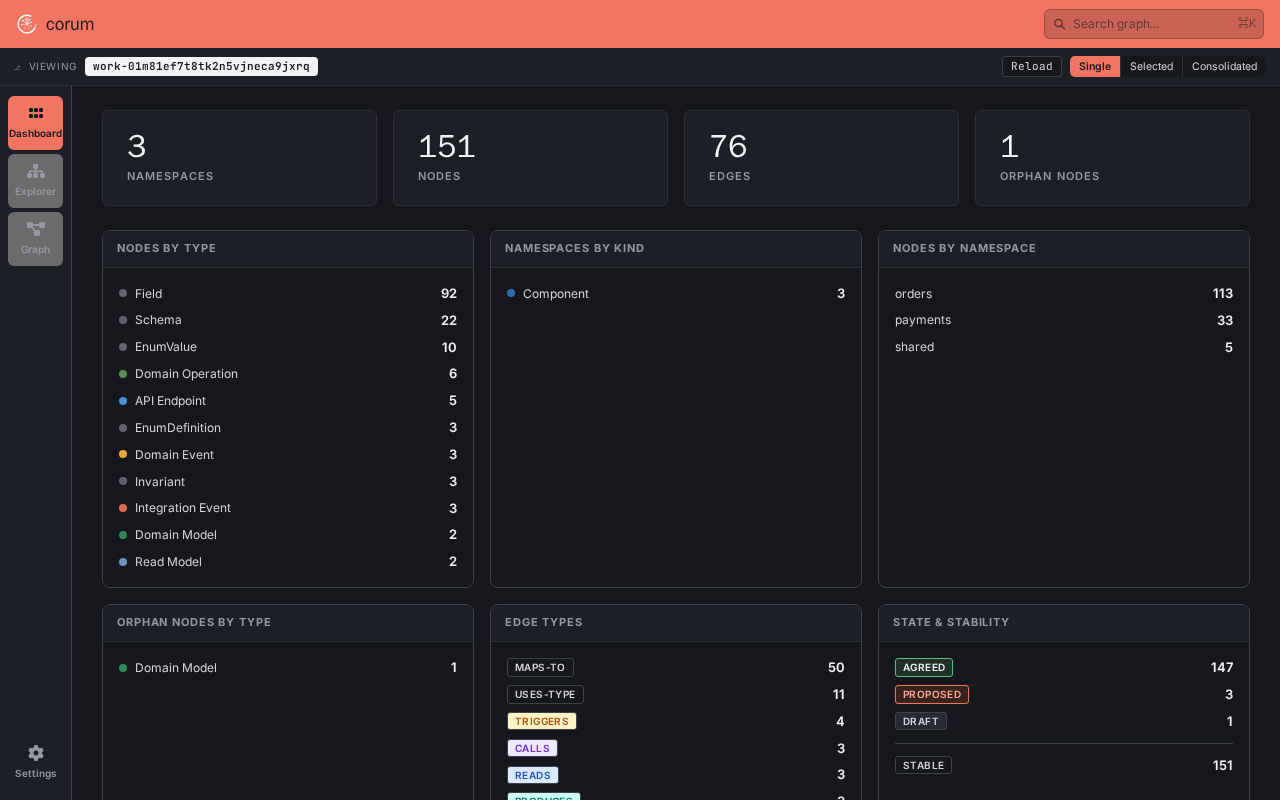 corum
Search graph... ⌘K
VIEWING work-01m81ef7t8tk2n5vjneca9jxrq Reload Single Selected Consolidated
Dashboard
Explorer
Graph
Settings
3
NAMESPACES
151
NODES
76
EDGES
1
ORPHAN NODES
NODES BY TYPE
Field 92
Schema 22
EnumValue 10
Domain Operation 6
API Endpoint 5
EnumDefinition 3
Domain Event 3
Invariant 3
Integration Event 3
Domain Model 2
Read Model 2
NAMESPACES BY KIND
Component 3
NODES BY NAMESPACE
orders 113
payments 33
shared 5
ORPHAN NODES BY TYPE
Domain Model 1
EDGE TYPES
MAPS-TO 50
USES-TYPE 11
TRIGGERS 4
CALLS 3
READS 3
PRODUCES
STATE & STABILITY
AGREED 147
PROPOSED 3
DRAFT 1
STABLE 151